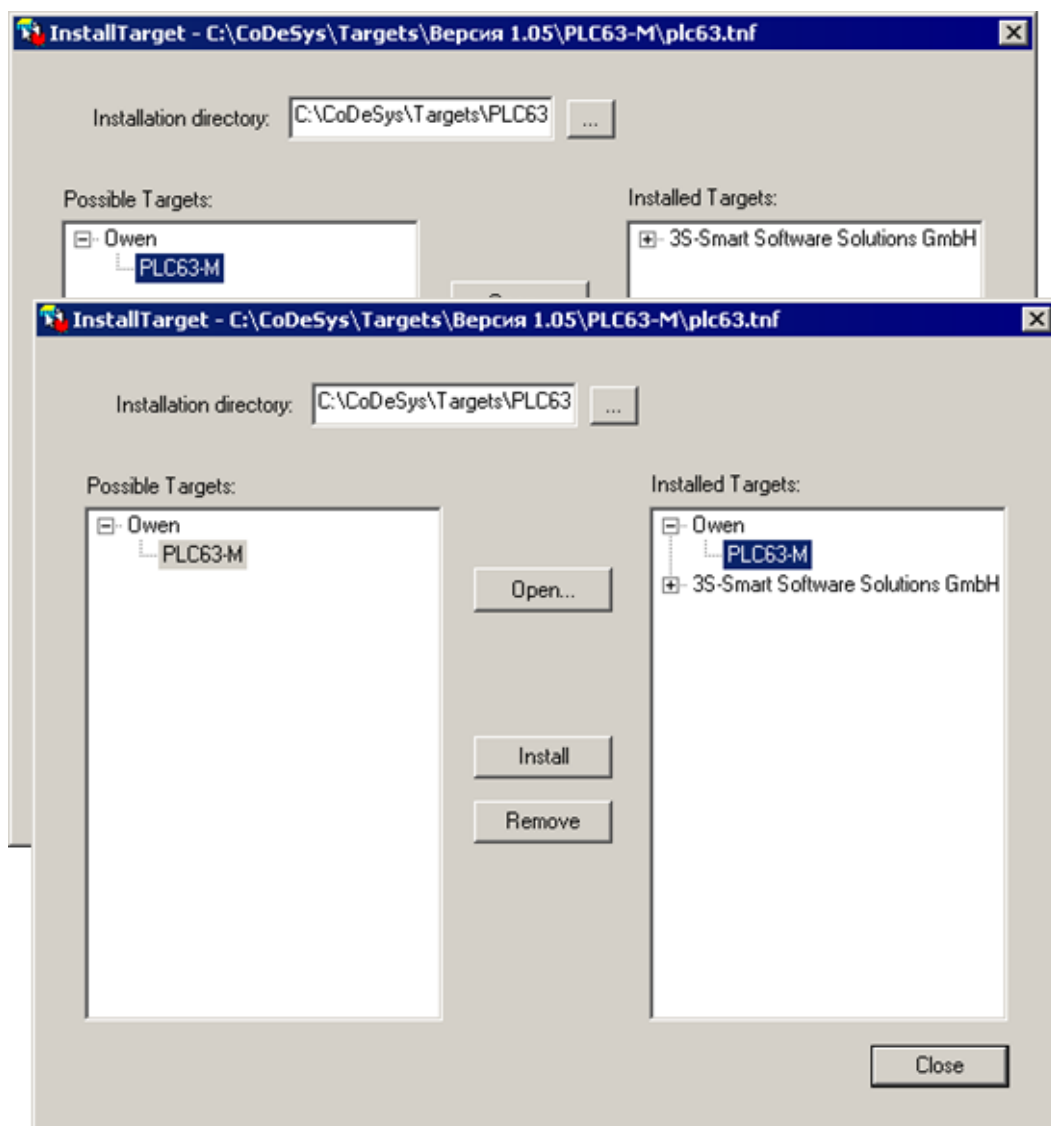 InstallTarget - C:\CoDeSys\Targets\Версия 1.05\PLC63-M\plc63.tnf
Installation directory: C:\CoDeSys\Targets\PLC63 ...
Possible Targets: Installed Targets:
Owen 3S-Smart Software Solutions GmbH
PLC63-M
InstallTarget - C:\CoDeSys\Targets\Версия 1.05\PLC63-M\plc63.tnf
Installation directory: C:\CoDeSys\Targets\PLC63 ...
Possible Targets: Installed Targets:
Owen Owen
PLC63-M PLC63-M
3S-Smart Software Solutions GmbH
Open...
Install
Remove
Close